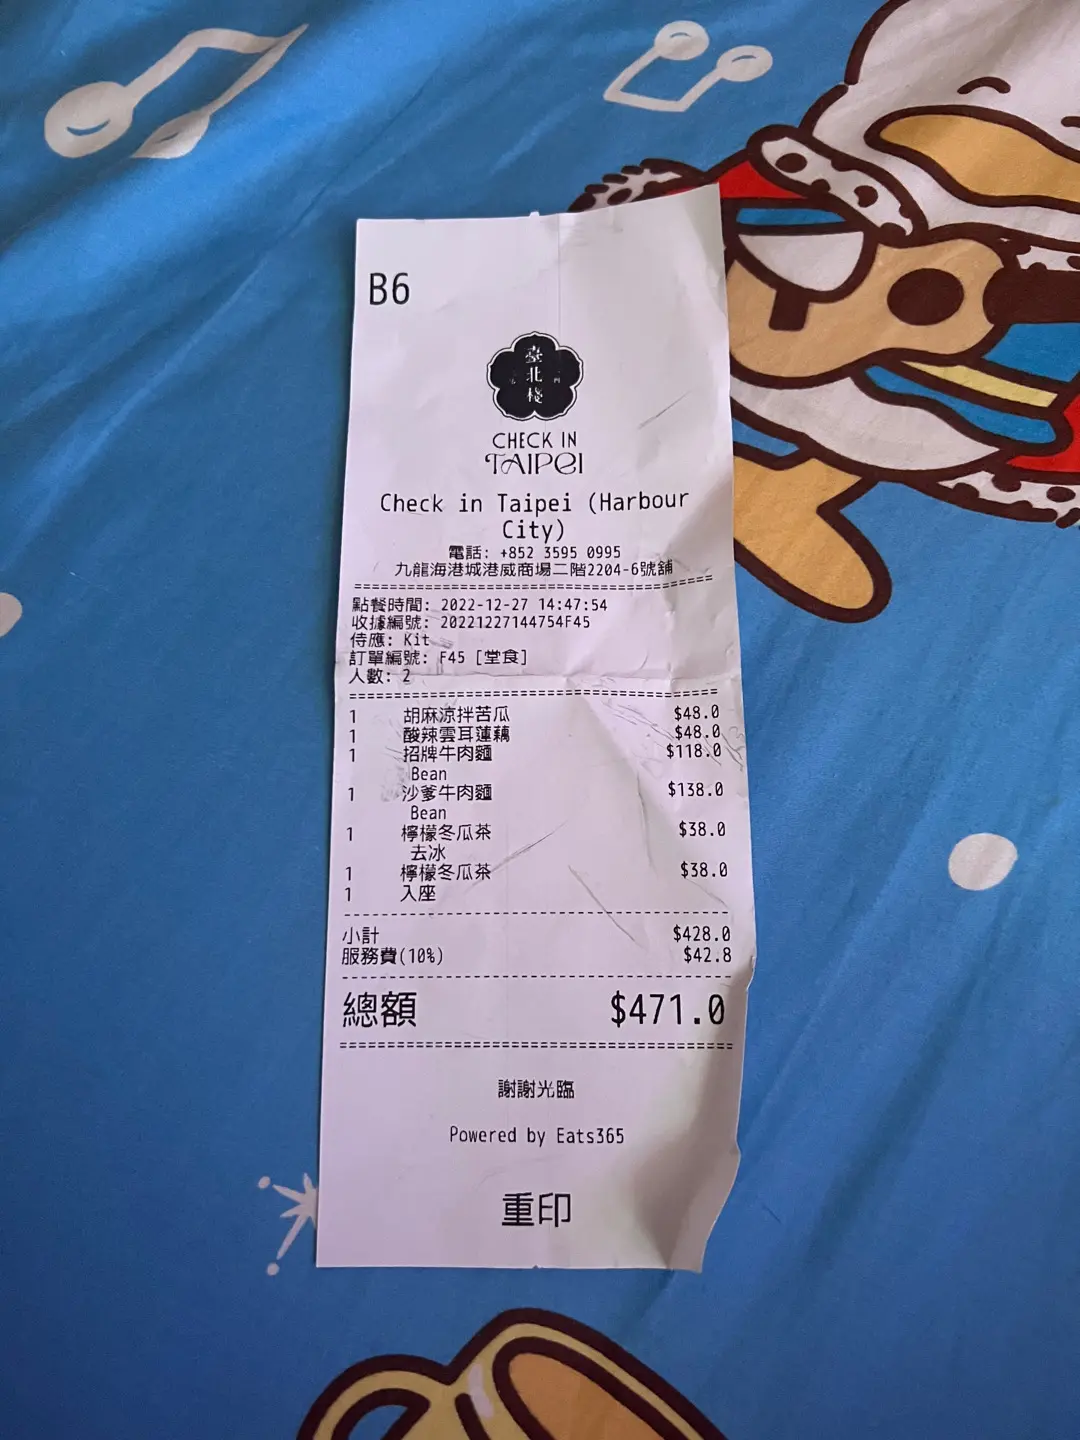 B6
臺北棧
CHECK IN
TAIPEI
Check in Taipei (Harbour
City)
電話: +852 3595 0995
九龍海港城港威商場二階2204-6號舖
點餐時間: 2022-12-27 14:47:54
收據編號: 20221227144754F45
侍應: Kit
訂單編號: F45 [堂食]
人數: 2
1 胡麻涼拌苦瓜 $48.0
1 酸辣雲耳蓮藕 $48.0
1 招牌牛肉麵 $118.0
Bean
1 沙爹牛肉麵 $138.0
Bean
1 檸檬冬瓜茶 $38.0
去冰
1 檸檬冬瓜茶 $38.0
1 入座
小計 $428.0
服務費(10%) $42.8
總額 $471.0
謝謝光臨
Powered by Eats365
重印